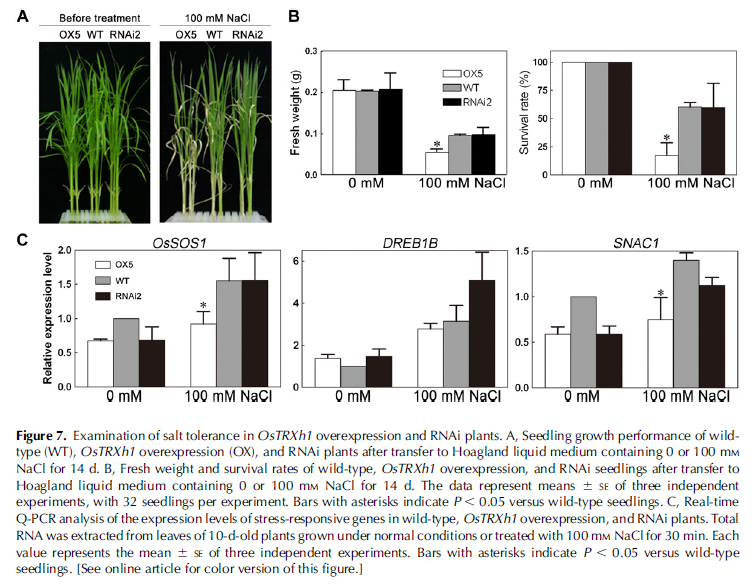 A
Before treatment
100 mM NaCl
OX5 WT RNAi2
OX5 WT RNAi2
B
Fresh weight (g)
0.3
0.2
0.1
0.0
OX5
WT
RNAi2
*
0 mM
100 mM NaCl
Survival rate (%)
100
75
50
25
0
*
0 mM
100 mM NaCl
C
OsSOS1
Relative expression level
2.0
1.5
1.0
0.5
0.0
OX5
WT
RNAi2
*
0 mM
100 mM NaCl
DREB1B
6
4
2
0
0 mM
100 mM NaCl
SNAC1
1.5
1.0
0.5
0.0
*
0 mM
100 mM NaCl
Figure 7. Examination of salt tolerance in OsTRXh1 overexpression and RNAi plants. A, Seedling growth performance of wild-
type (WT), OsTRXh1 overexpression (OX), and RNAi plants after transfer to Hoagland liquid medium containing 0 or 100 mM
NaCl for 14 d. B, Fresh weight and survival rates of wild-type, OsTRXh1 overexpression, and RNAi seedlings after transfer to
Hoagland liquid medium containing 0 or 100 mM NaCl for 14 d. The data represent means ± SE of three independent
experiments, with 32 seedlings per experiment. Bars with asterisks indicate P < 0.05 versus wild-type seedlings. C, Real-time
Q-PCR analysis of the expression levels of stress-responsive genes in wild-type, OsTRXh1 overexpression, and RNAi plants. Total
RNA was extracted from leaves of 10-d-old plants grown under normal conditions or treated with 100 mM NaCl for 30 min. Each
value represents the mean ± SE of three independent experiments. Bars with asterisks indicate P < 0.05 versus wild-type
seedlings. [See online article for color version of this figure.]